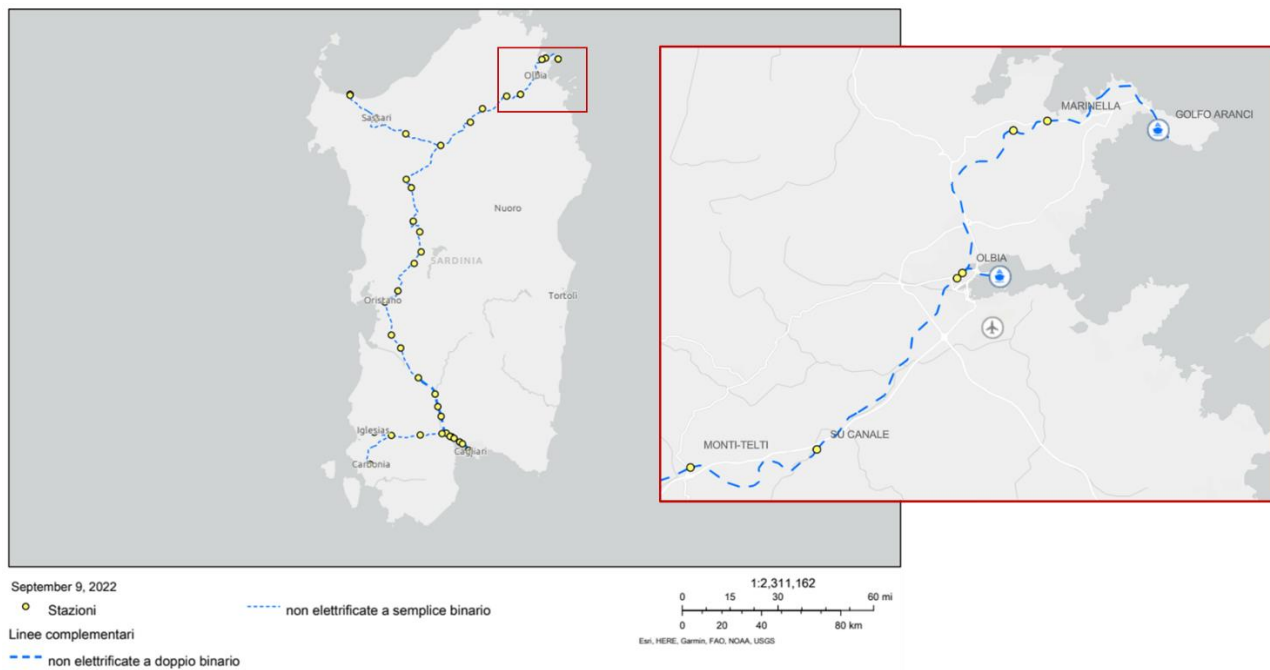 Olbia
Sassari
Nuoro
SARDINIA
Oristano
Tortoli
Iglesias
Cagliari
Carbonia
MARINELLA
GOLFO ARANCI
OLBIA
SU CANALE
MONTI-TELTI
September 9, 2022
Stazioni
non elettrificate a semplice binario
Linee complementari
non elettrificate a doppio binario
1:2,311,162
0 15 30 60 mi
0 20 40 80 km
Esri, HERE, Garmin, FAO, NOAA, USGS